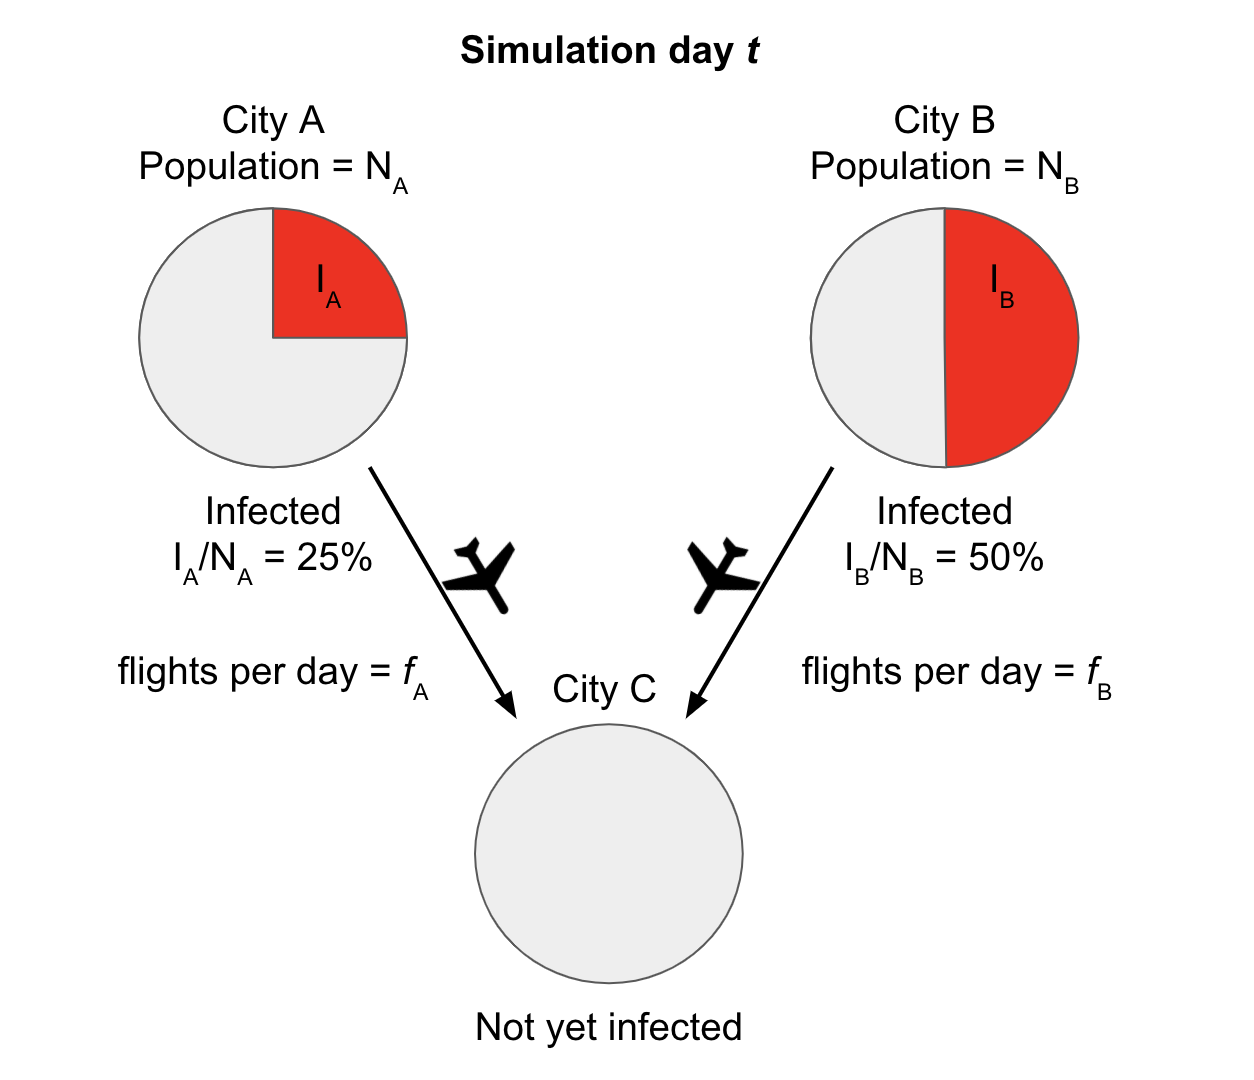 Simulation day t
City A
Population = N_A
City B
Population = N_B
I_A
I_B
Infected
I_A/N_A = 25%
Infected
I_B/N_B = 50%
flights per day = f_A
flights per day = f_B
City C
Not yet infected